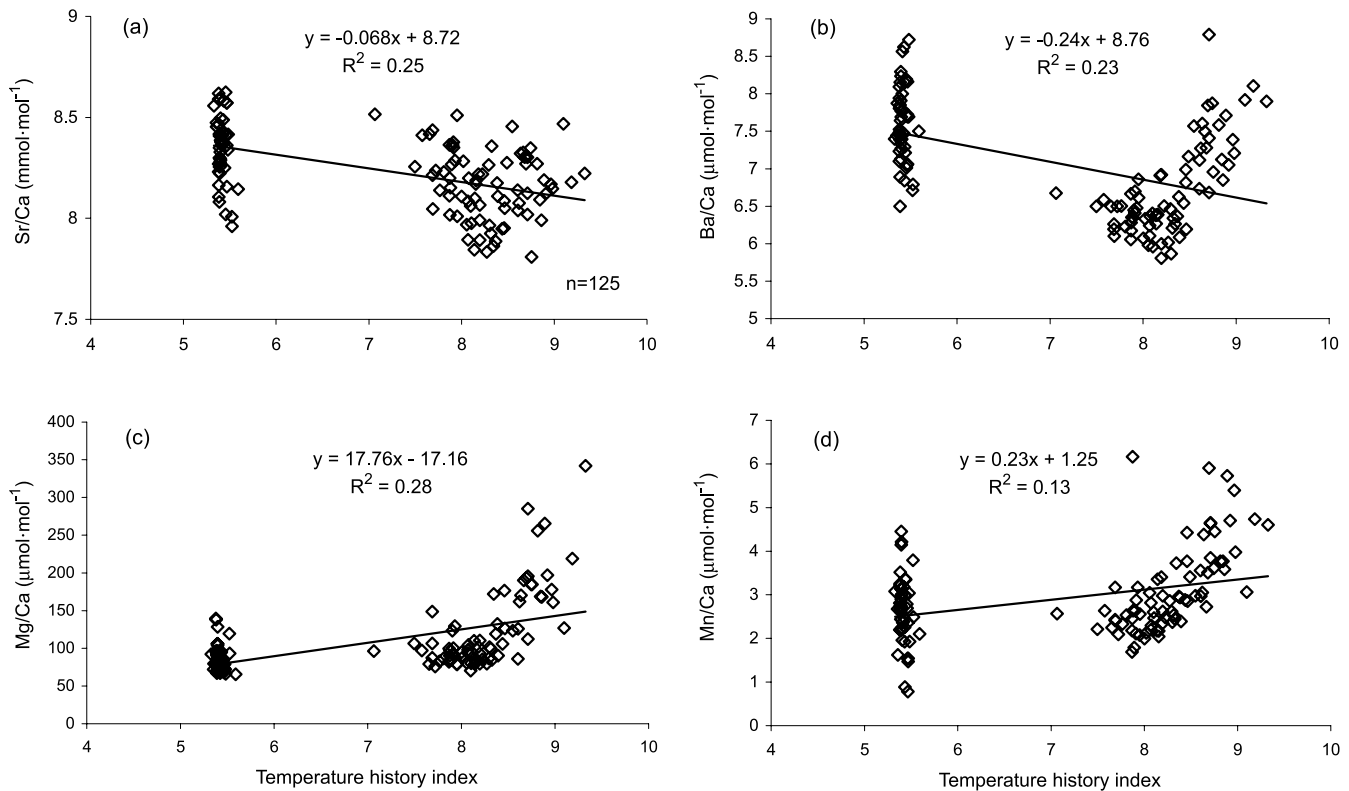 (a)
y = -0.068x + 8.72
R² = 0.25
n=125
Sr/Ca (mmol·mol⁻¹)
9
8.5
8
7.5
4 5 6 7 8 9 10
(b)
y = -0.24x + 8.76
R² = 0.23
Ba/Ca (μmol·mol⁻¹)
9
8.5
8
7.5
7
6.5
6
5.5
5
4 5 6 7 8 9 10
(c)
y = 17.76x - 17.16
R² = 0.28
Mg/Ca (μmol·mol⁻¹)
400
350
300
250
200
150
100
50
0
4 5 6 7 8 9 10
Temperature history index
(d)
y = 0.23x + 1.25
R² = 0.13
Mn/Ca (μmol·mol⁻¹)
7
6
5
4
3
2
1
0
4 5 6 7 8 9 10
Temperature history index